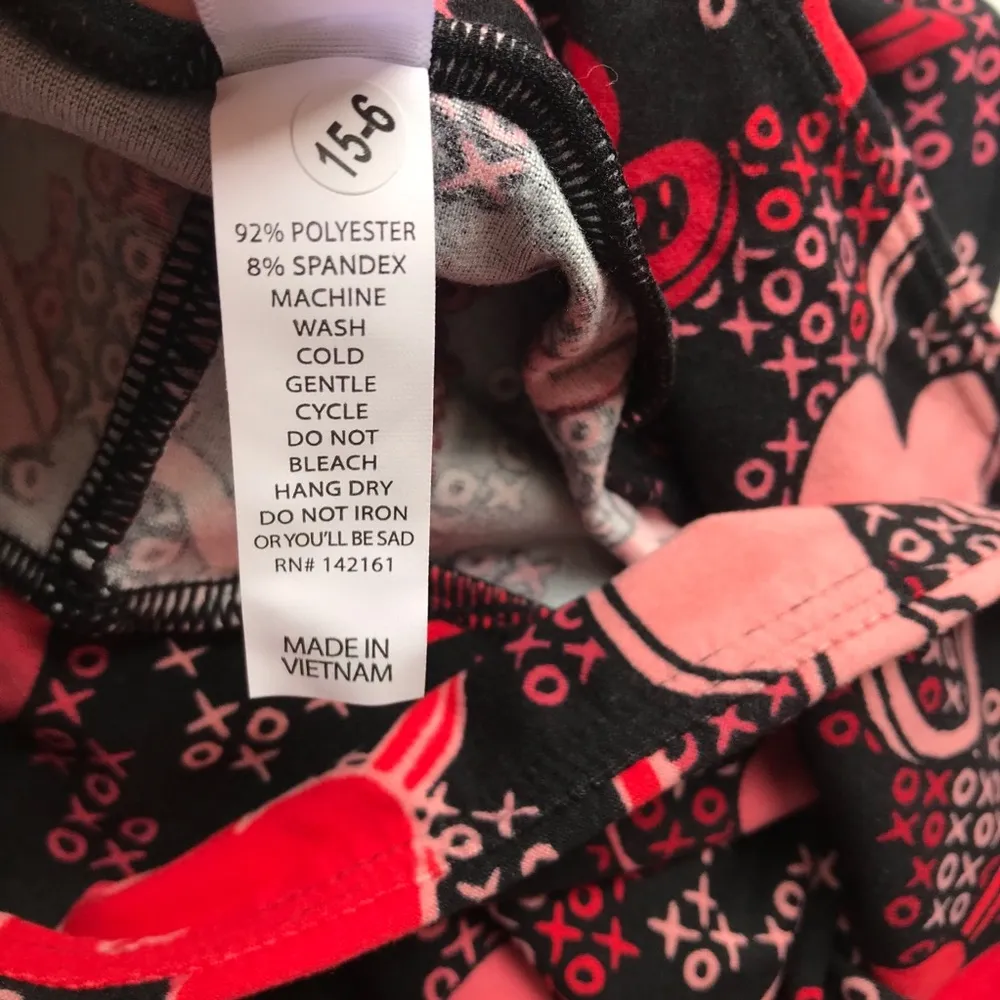 15-6
92% POLYESTER
8% SPANDEX
MACHINE
WASH
COLD
GENTLE
CYCLE
DO NOT
BLEACH
HANG DRY
DO NOT IRON
OR YOU'LL BE SAD
RN# 142161
MADE IN
VIETNAM